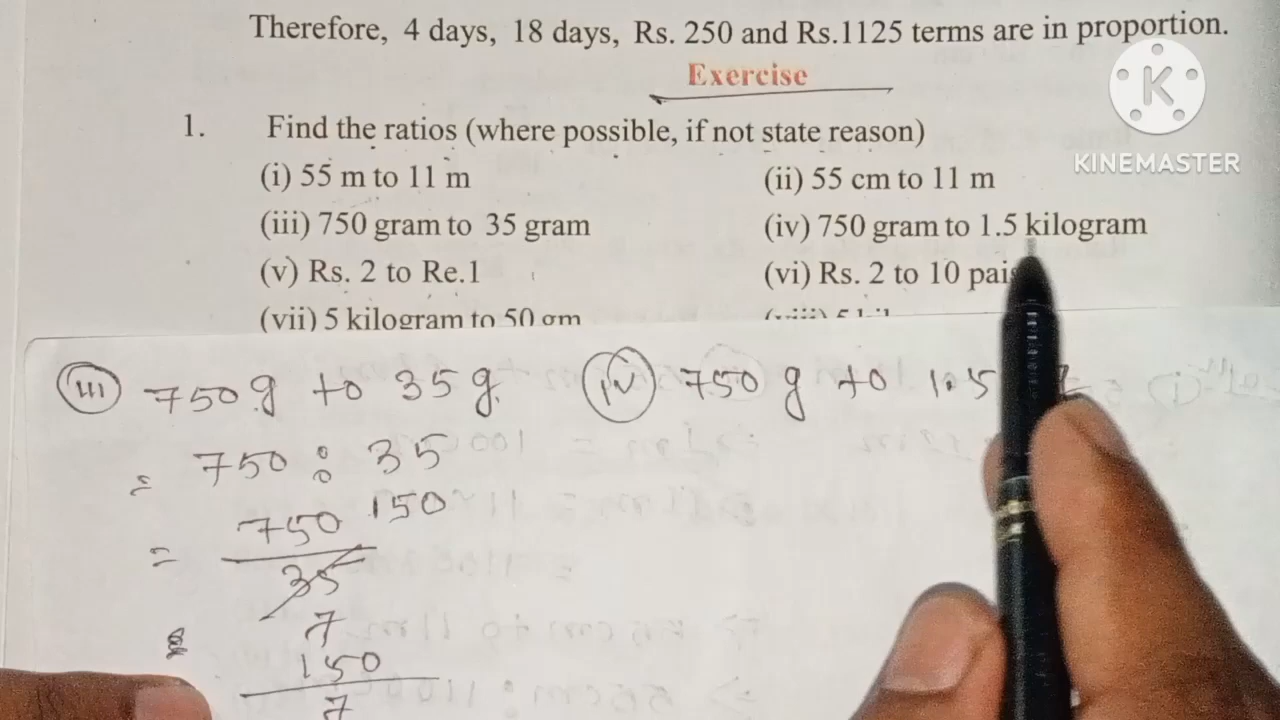 Therefore, 4 days, 18 days, Rs. 250 and Rs.1125 terms are in proportion.
Exercise
1. Find the ratios (where possible, if not state reason)
(i) 55 m to 11 m (ii) 55 cm to 11 m
(iii) 750 gram to 35 gram (iv) 750 gram to 1.5 kilogram
(v) Rs. 2 to Re.1 (vi) Rs. 2 to 10
(vii) 5 kilogram to 50 gm
KINEMASTER
(iii) 750 g to 35 g. (iv) 750 g to 1.5
= 750 : 35
= 750 150
35
7
150
7